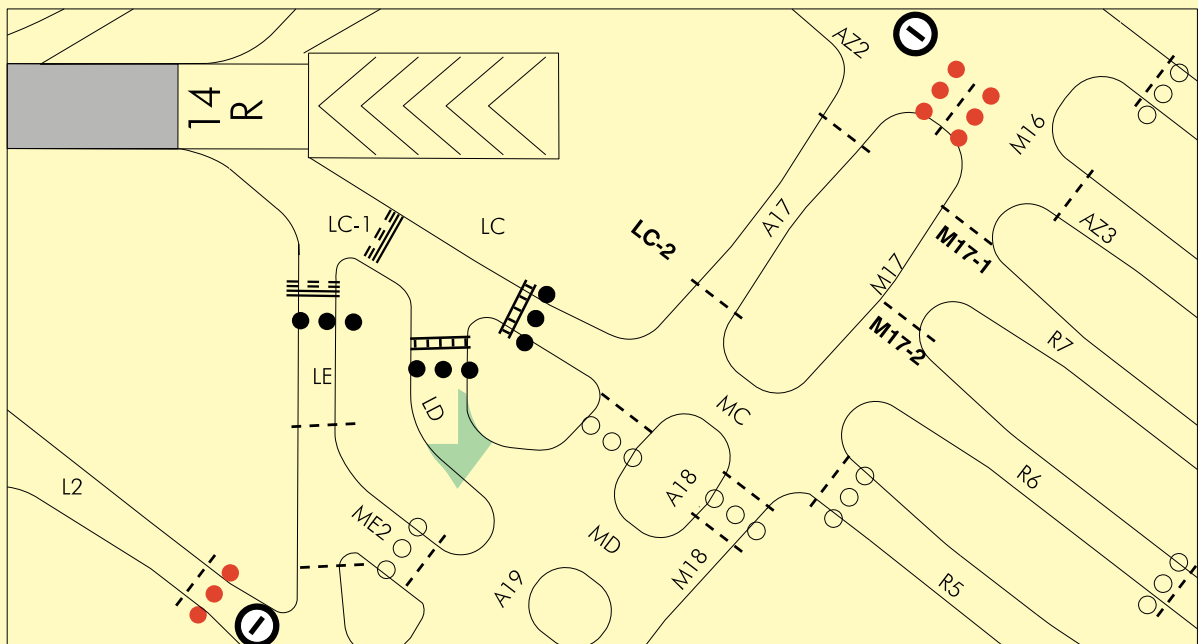 14
R
AZ2
M16
LC-1
LC
LC-2
A17
AZ3
M17-1
M17
M17-2
R7
LE
LD
MC
R6
L2
A18
ME2
MD
M18
A19
R5